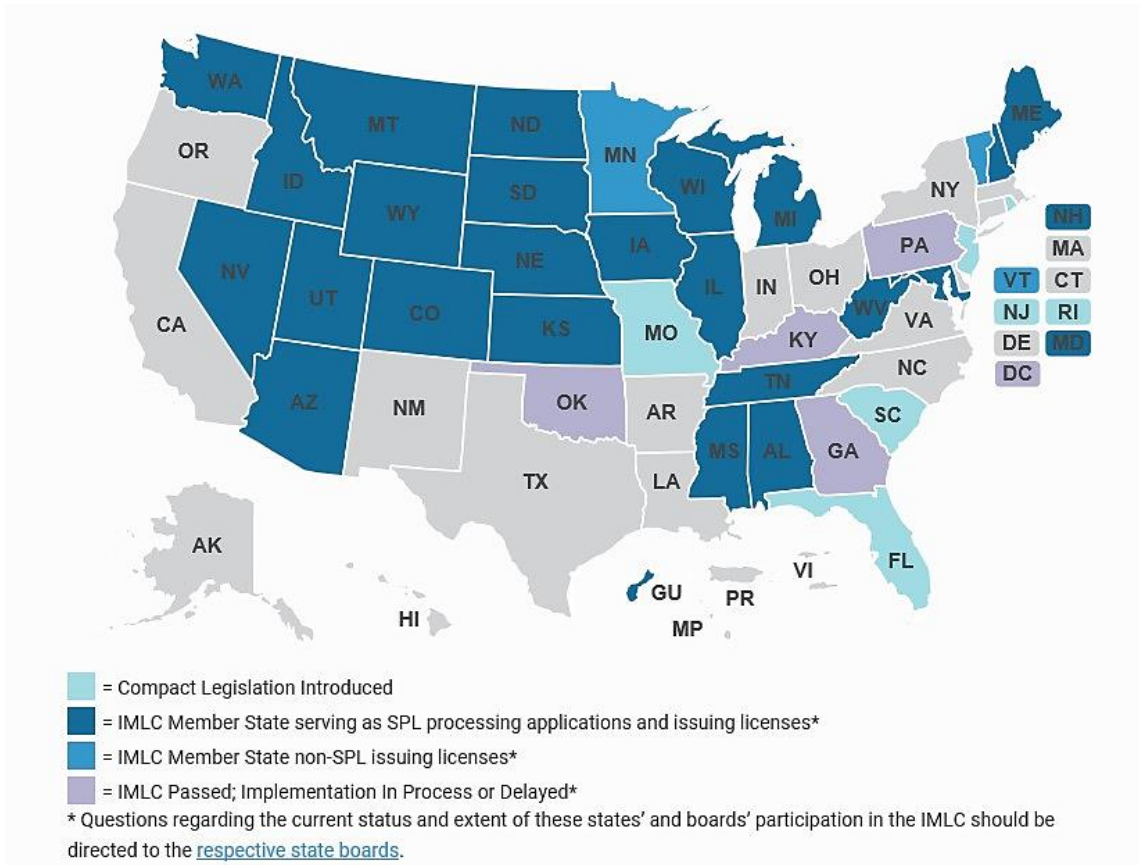 WA
ME
MT
ND
OR
MN
ID
SD
WI
NY
WY
MI
NH
IA
PA
MA
NE
NV
VT
CT
OH
IL
IN
UT
CO
WV
NJ
RI
VA
CA
KS
MO
KY
DE
MD
NC
DC
TN
AZ
OK
NM
AR
SC
MS
AL
GA
TX
LA
AK
FL
VI
GU
PR
HI
MP
= Compact Legislation Introduced
= IMLC Member State serving as SPL processing applications and issuing licenses*
= IMLC Member State non-SPL issuing licenses*
= IMLC Passed; Implementation In Process or Delayed*
* Questions regarding the current status and extent of these states' and boards' participation in the IMLC should be
directed to the respective state boards.